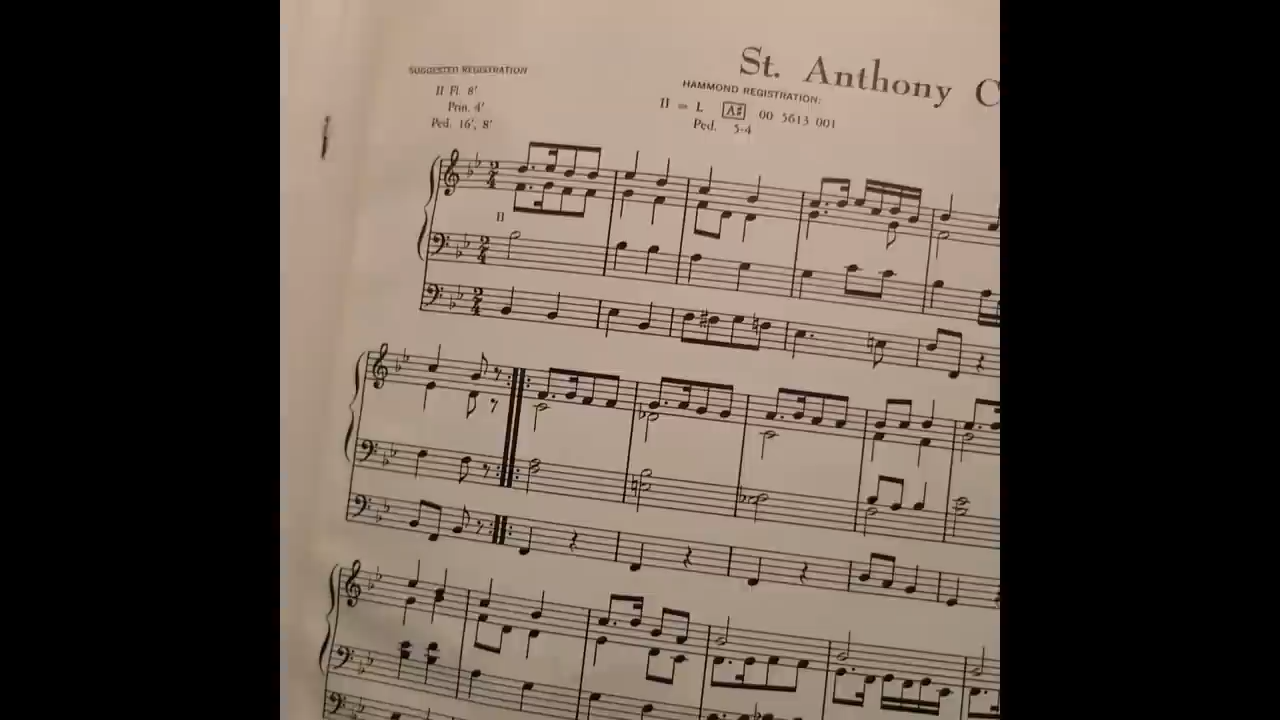 St. Anthony C
SUGGESTED REGISTRATION
II Fl. 8'
Prin. 4'
Ped. 16', 8'
HAMMOND REGISTRATION:
II = L A♯ 00 5613 001
Ped. 5-4
II